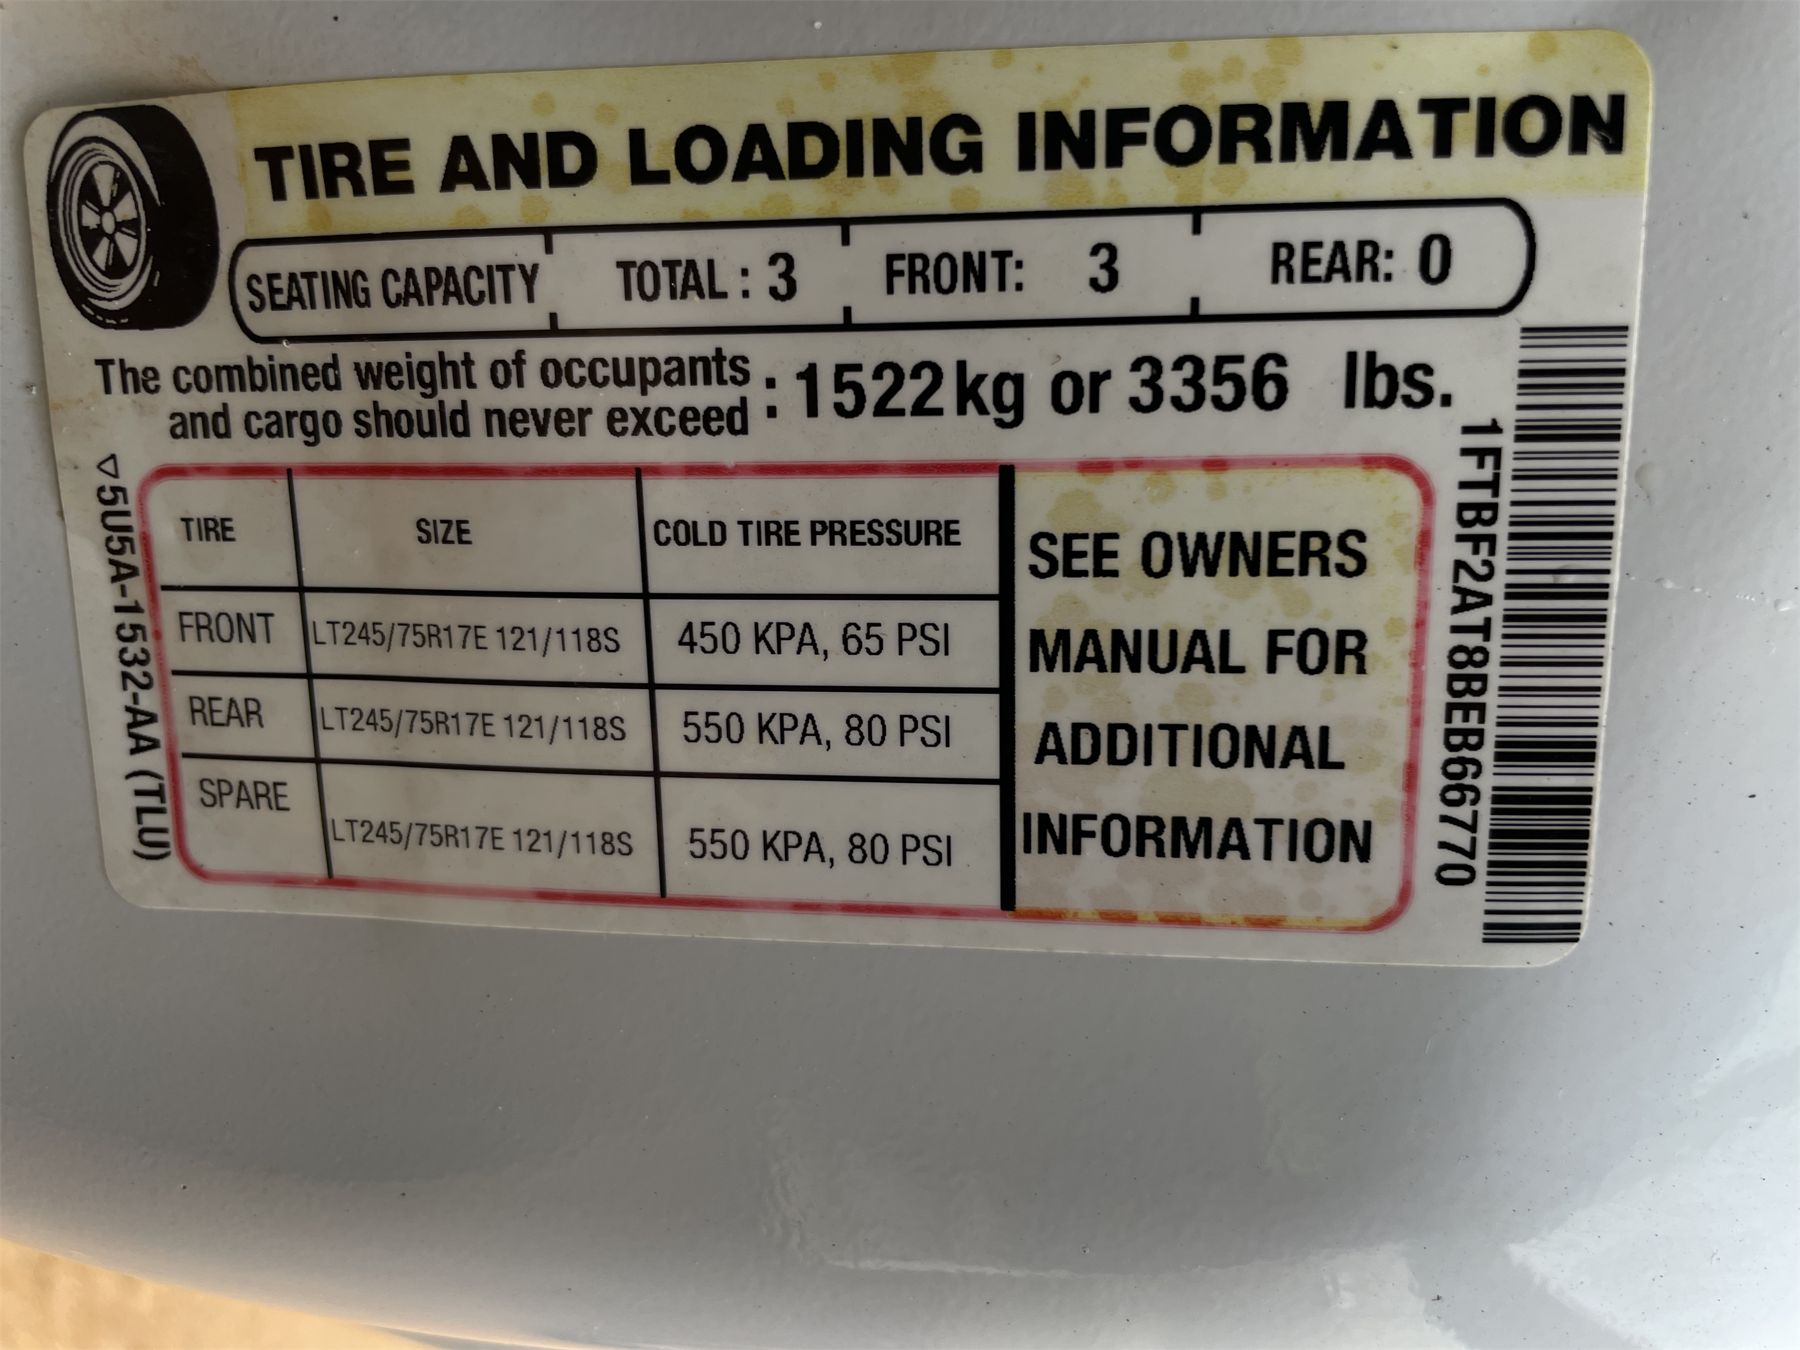 TIRE AND LOADING INFORMATION
SEATING CAPACITY TOTAL : 3 FRONT: 3 REAR: 0
The combined weight of occupants
and cargo should never exceed : 1522 kg or 3356 lbs.
TIRE SIZE COLD TIRE PRESSURE
FRONT LT245/75R17E 121/118S 450 KPA, 65 PSI
REAR LT245/75R17E 121/118S 550 KPA, 80 PSI
SPARE LT245/75R17E 121/118S 550 KPA, 80 PSI
SEE OWNERS
MANUAL FOR
ADDITIONAL
INFORMATION
5U5A-1532-AA (TLU)
1FTBF2AT8BEB66770